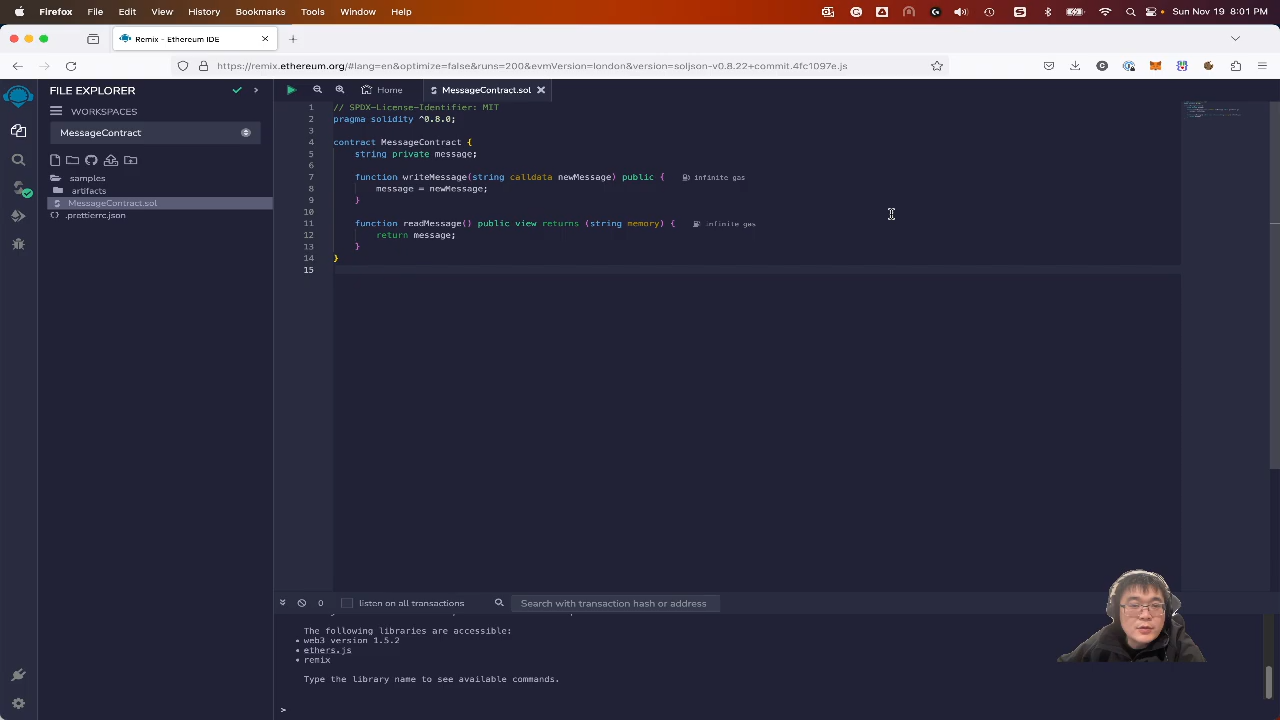 Firefox File Edit View History Bookmarks Tools Window Help Sun Nov 19 8:01 PM
Remix - Ethereum IDE
https://remix.ethereum.org/#lang=en&optimize=false&runs=200&evmVersion=london&version=soljson-v0.8.22+commit.4fc1097e.js
FILE EXPLORER
WORKSPACES
MessageContract
samples
artifacts
MessageContract.sol
.prettierrc.json
Home MessageContract.sol
1 // SPDX-License-Identifier: MIT
2 pragma solidity ^0.8.0;
3
4 contract MessageContract {
5 string private message;
6
7 function writeMessage(string calldata newMessage) public { infinite gas
8 message = newMessage;
9 }
10
11 function readMessage() public view returns (string memory) { infinite gas
12 return message;
13 }
14 }
15
0 listen on all transactions Search with transaction hash or address
The following libraries are accessible:
• web3 version 1.5.2
• ethers.js
• remix
Type the library name to see available commands.
>